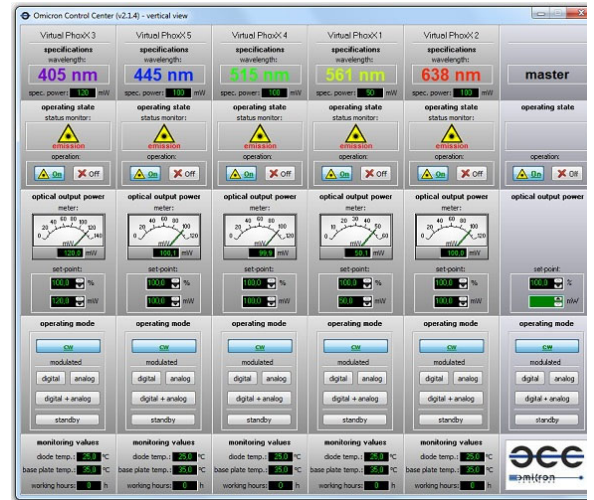 Omicron Control Center (v2.1.4) - vertical view
Virtual PhoxX 3 Virtual PhoxX 5 Virtual PhoxX 4 Virtual PhoxX 1 Virtual PhoxX 2
specifications specifications specifications specifications specifications
wavelength: wavelength: wavelength: wavelength: wavelength:
405 nm 445 nm 515 nm 561 nm 638 nm master
spec. power: 120 mW spec. power: 100 mW spec. power: 100 mW spec. power: 50 mW spec. power: 100 mW
operating state operating state operating state operating state operating state operating state
status monitor: status monitor: status monitor: status monitor: status monitor:
emission emission emission emission emission
operation: operation: operation: operation: operation: operation:
On Off On Off On Off On Off On Off On Off
optical output power optical output power optical output power optical output power optical output power optical output power
meter: meter: meter: meter: meter:
mW mW mW mW mW
120,0 100,1 99,9 50,1 100,0
set-point: set-point: set-point: set-point: set-point: set-point:
100,0 % 100,0 % 100,0 % 100,0 % 100,0 % 100,0 %
120,0 mW 100,0 mW 100,0 mW 50,0 mW 100,0 mW mW
operating mode operating mode operating mode operating mode operating mode operating mode
cw cw cw cw cw cw
modulated modulated modulated modulated modulated modulated
digital analog digital analog digital analog digital analog digital analog digital analog
digital + analog digital + analog digital + analog digital + analog digital + analog digital + analog
standby standby standby standby standby standby
monitoring values monitoring values monitoring values monitoring values monitoring values
diode temp.: 25,0 °C diode temp.: 25,0 °C diode temp.: 25,0 °C diode temp.: 25,0 °C diode temp.: 25,0 °C
base plate temp.: 35,0 °C base plate temp.: 35,0 °C base plate temp.: 35,0 °C base plate temp.: 35,0 °C base plate temp.: 35,0 °C
working hours: 0 h working hours: 0 h working hours: 0 h working hours: 0 h working hours: 0 h
omicron